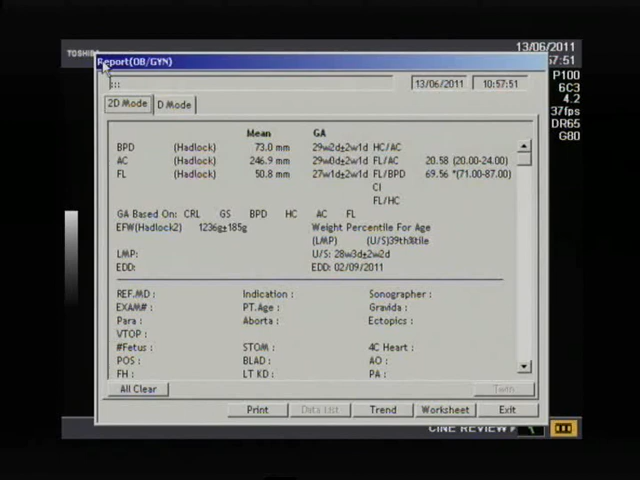 13/06/2011
TOSHIBA
Report(OB/GYN)
:57:51
P100
6C3
4.2
37fps
DR65
G80
:::
13/06/2011
10:57:51
2D Mode
D Mode
Mean GA
BPD (Hadlock) 73.0 mm 29w2d±2w1d HC/AC
AC (Hadlock) 246.9 mm 29w0d±2w1d FL/AC 20.58 (20.00-24.00)
FL (Hadlock) 50.8 mm 27w1d±2w1d FL/BPD 69.56 *(71.00-87.00)
CI
FL/HC
GA Based On: CRL GS BPD HC AC FL
EFW(Hadlock2) 1236g±185g Weight Percentile For Age
(LMP) (U/S)39th%tile
LMP: U/S: 28w3d±2w2d
EDD: EDD: 02/09/2011
REF.MD : Indication : Sonographer :
EXAM# : PT.Age : Gravida :
Para : Aborta : Ectopics :
VTOP :
#Fetus : STOM : 4C Heart :
POS : BLAD : AO :
FH : LT KD : PA :
All Clear
Twin
Print
Data List
Trend
Worksheet
Exit
CINE REVIEW